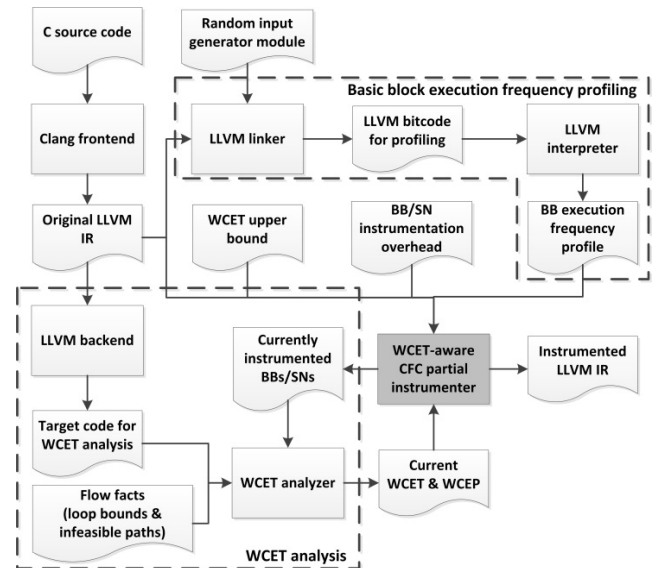 C source code
Random input
generator module
Basic block execution frequency profiling
Clang frontend
LLVM linker
LLVM bitcode
for profiling
LLVM
interpreter
Original LLVM
IR
WCET upper
bound
BB/SN
instrumentation
overhead
BB execution
frequency
profile
LLVM backend
Currently
instrumented
BBs/SNs
WCET-aware
CFC partial
instrumenter
Instrumented
LLVM IR
Target code for
WCET analysis
WCET analyzer
Current
WCET & WCEP
Flow facts
(loop bounds &
infeasible paths)
WCET analysis